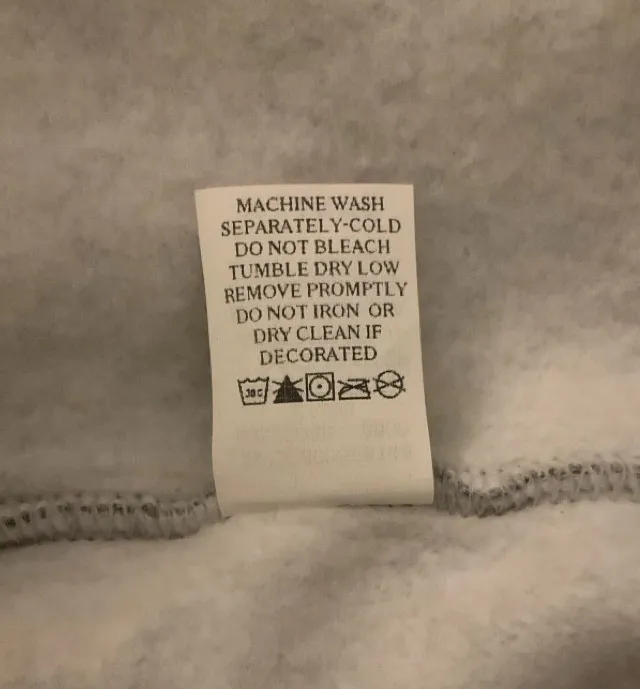 MACHINE WASH
SEPARATELY-COLD
DO NOT BLEACH
TUMBLE DRY LOW
REMOVE PROMPTLY
DO NOT IRON OR
DRY CLEAN IF
DECORATED
30C